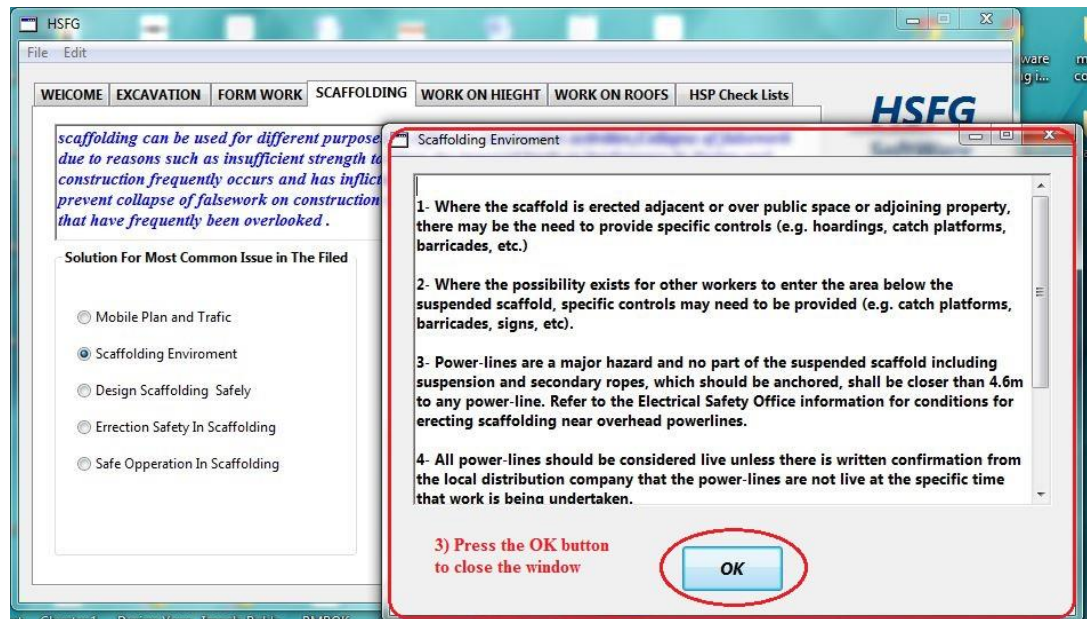 HSFG
File Edit
WEICOME EXCAVATION FORM WORK SCAFFOLDING WORK ON HIEGHT WORK ON ROOFS HSP Check Lists
HSFG
scaffolding can be used for different purpose
due to reasons such as insufficient strength to
construction frequently occurs and has inflict
prevent collapse of falsework on construction
that have frequently been overlooked .
Solution For Most Common Issue in The Filed
Mobile Plan and Trafic
Scaffolding Enviroment
Design Scaffolding Safely
Errection Safety In Scaffolding
Safe Opperation In Scaffolding
Scaffolding Enviroment
1- Where the scaffold is erected adjacent or over public space or adjoining property,
there may be the need to provide specific controls (e.g. hoardings, catch platforms,
barricades, etc.)
2- Where the possibility exists for other workers to enter the area below the
suspended scaffold, specific controls may need to be provided (e.g. catch platforms,
barricades, signs, etc).
3- Power-lines are a major hazard and no part of the suspended scaffold including
suspension and secondary ropes, which should be anchored, shall be closer than 4.6m
to any power-line. Refer to the Electrical Safety Office information for conditions for
erecting scaffolding near overhead powerlines.
4- All power-lines should be considered live unless there is written confirmation from
the local distribution company that the power-lines are not live at the specific time
that work is being undertaken.
3) Press the OK button
to close the window
OK